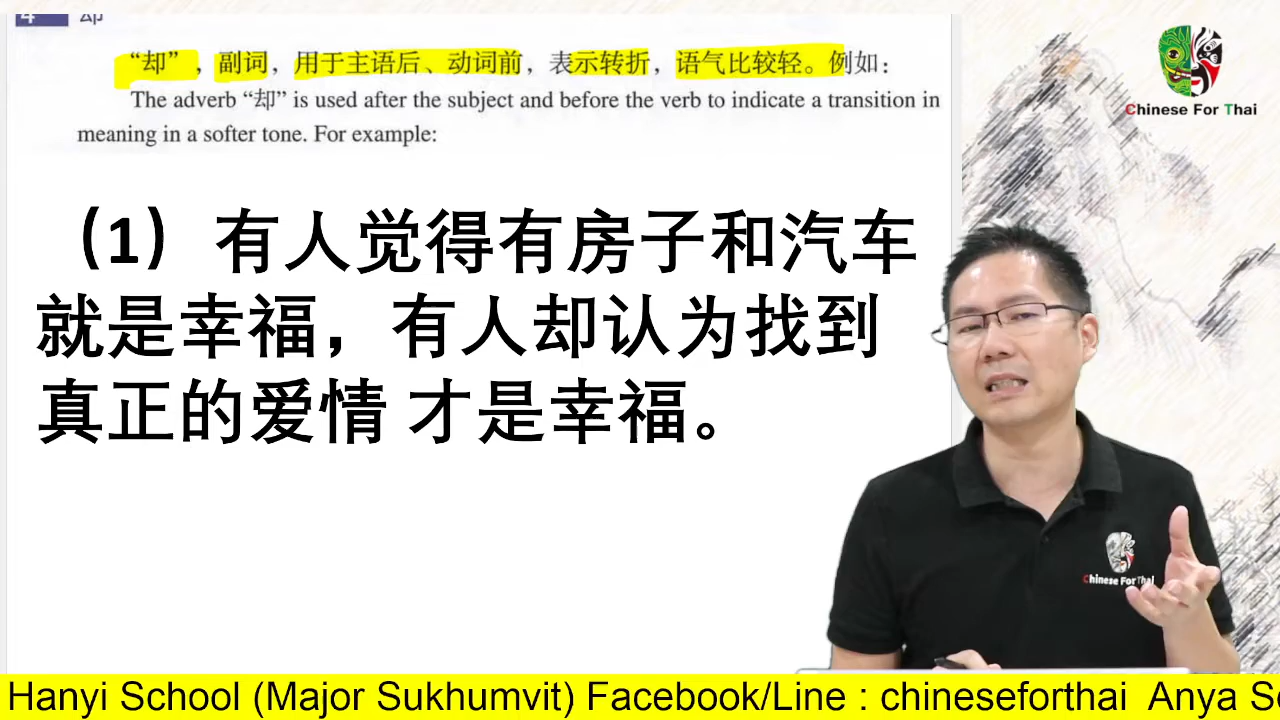 4 却
“却”，副词，用于主语后、动词前，表示转折，语气比较轻。例如：
The adverb “却” is used after the subject and before the verb to indicate a transition in
meaning in a softer tone. For example:
（1）有人觉得有房子和汽车
就是幸福，有人却认为找到
真正的爱情 才是幸福。
Chinese For Thai
Chinese For Thai
Hanyi School (Major Sukhumvit) Facebook/Line : chineseforthai Anya